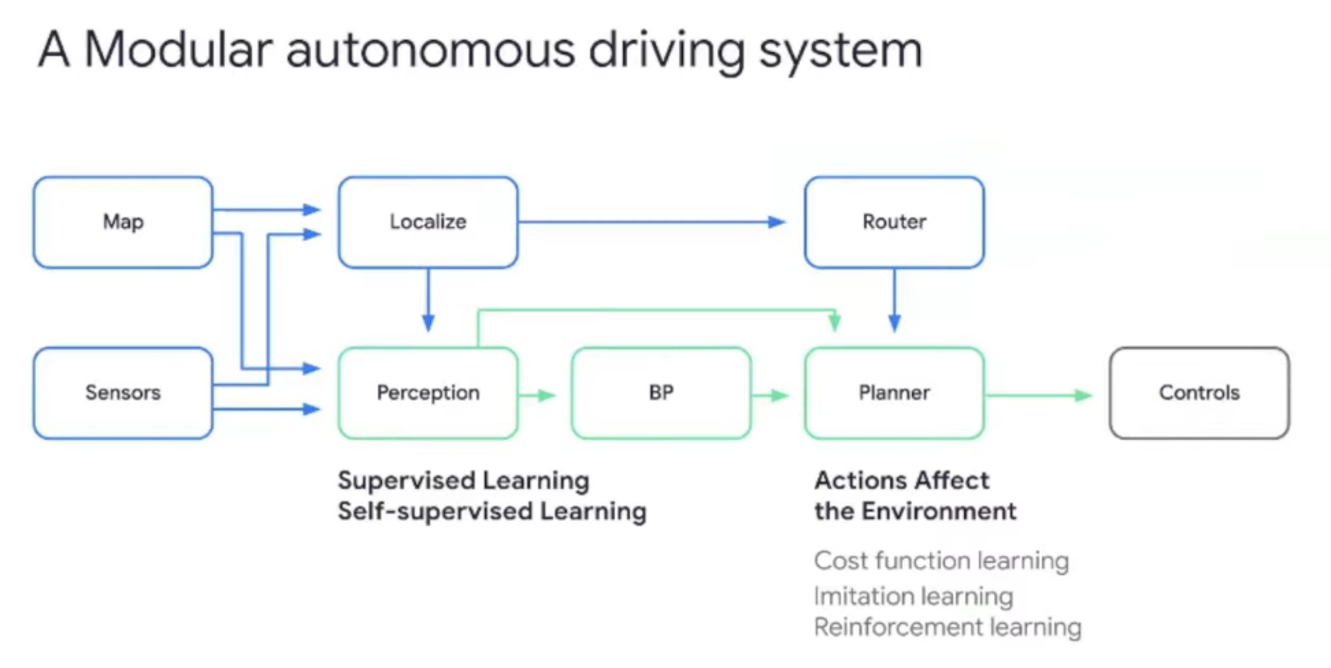 A Modular autonomous driving system
Map
Localize
Router
Sensors
Perception
BP
Planner
Controls
Supervised Learning
Self-supervised Learning
Actions Affect
the Environment
Cost function learning
Imitation learning
Reinforcement learning